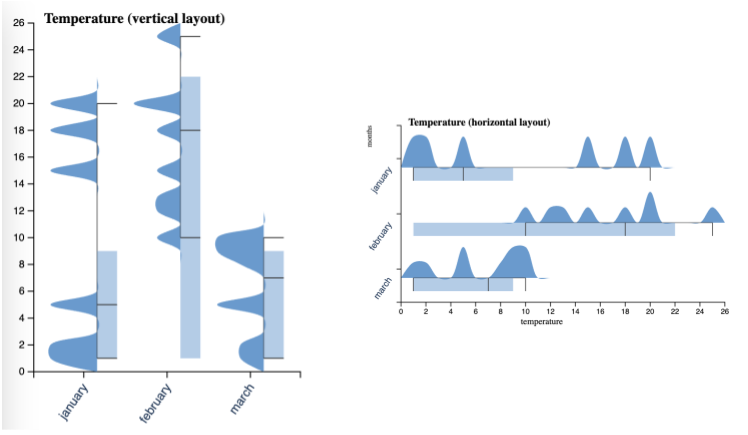 Temperature (vertical layout)
26
24
22
20
18
16
14
12
10
8
6
4
2
0
january
february
march
Temperature (horizontal layout)
months
january
february
march
0 2 4 6 8 10 12 14 16 18 20 22 24 26
temperature